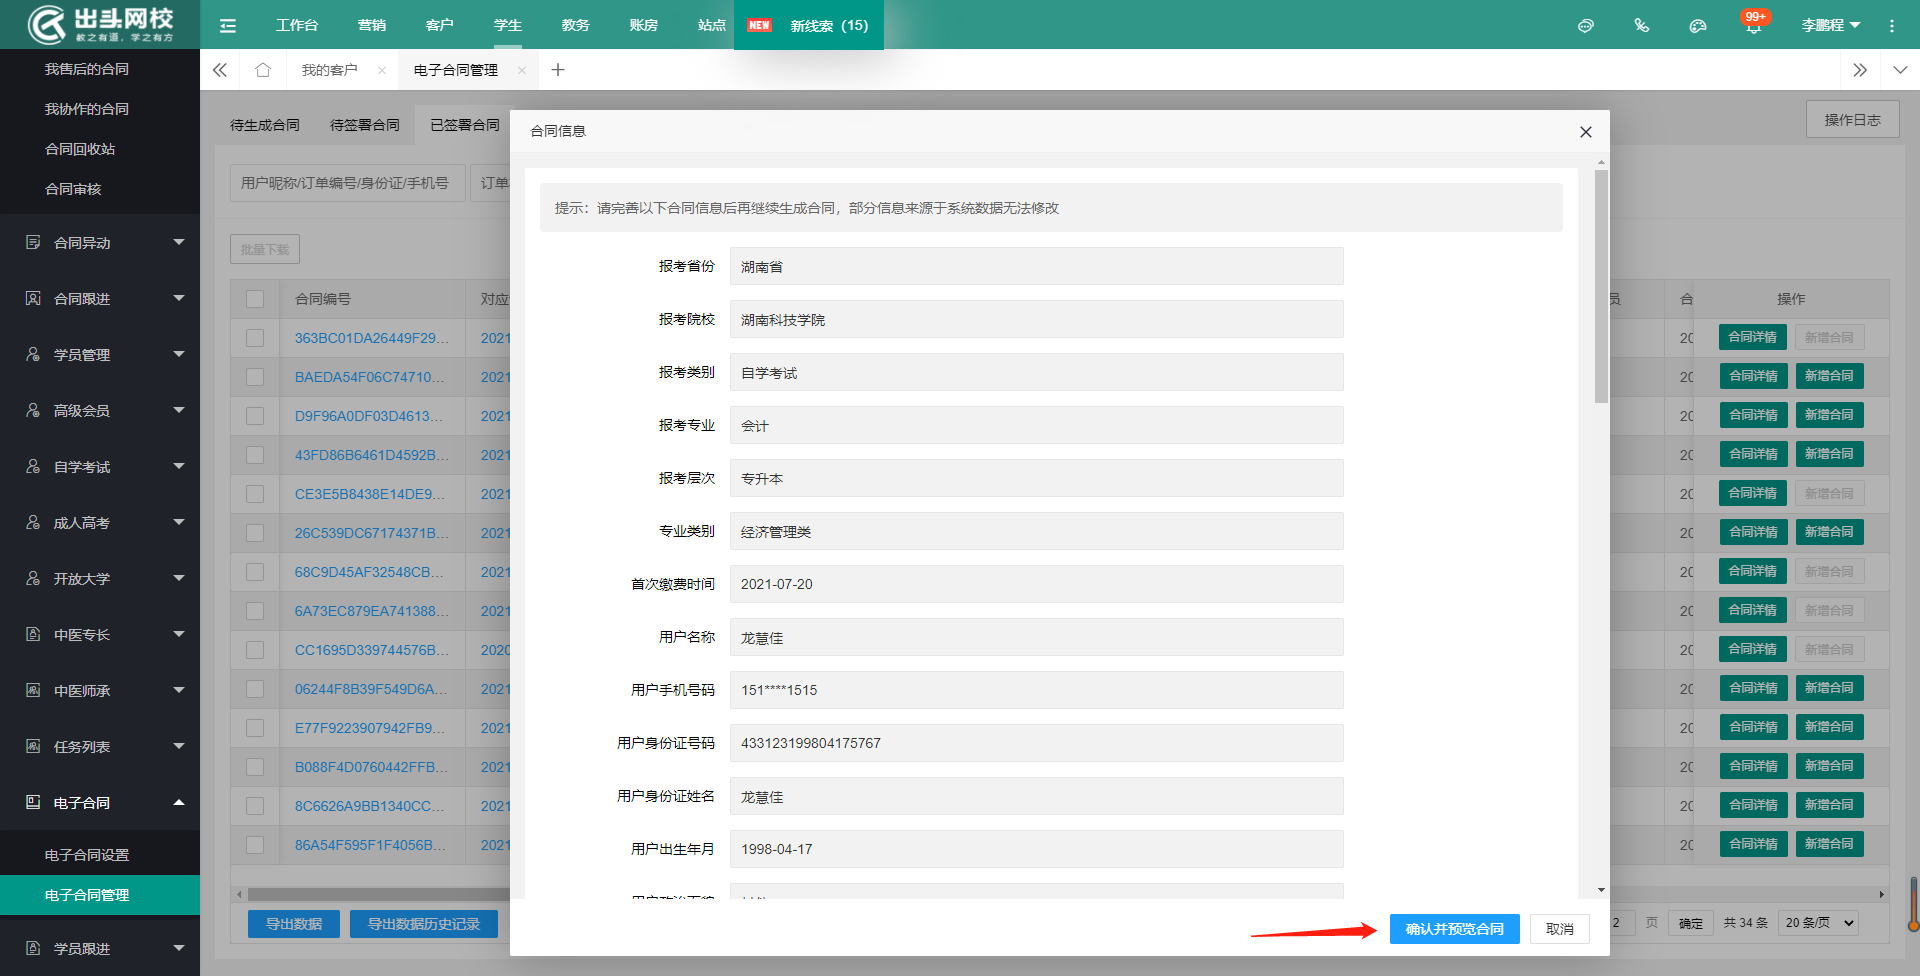 出头网校
教之有道，学之有方
工作台
营销
客户
学生
教务
账房
站点
NEW
新线索（15）
99+
李鹏程
我的客户
电子合同管理
我售后的合同
我协作的合同
合同回收站
合同审核
合同异动
合同跟进
学员管理
高级会员
自学考试
成人高考
开放大学
中医专长
中医师承
任务列表
电子合同
电子合同设置
电子合同管理
学员跟进
待生成合同
待签署合同
已签署合同
操作日志
用户昵称/订单编号/身份证/手机号
订单
批量下载
合同编号
对应
员
合
操作
363BC01DA26449F29...
2021
20
合同详情
新增合同
BAEDA54F06C74710...
2021
20
合同详情
新增合同
D9F96A0DF03D4613...
2021
20
合同详情
新增合同
43FD86B6461D4592B...
2021
20
合同详情
新增合同
CE3E5B8438E14DE9...
2021
20
合同详情
新增合同
26C539DC67174371B...
2021
20
合同详情
新增合同
68C9D45AF32548CB...
2021
20
合同详情
新增合同
6A73EC879EA741388...
2021
20
合同详情
新增合同
CC1695D339744576B...
2020
20
合同详情
新增合同
06244F8B39F549D6A...
2021
20
合同详情
新增合同
E77F9223907942FB9...
2021
20
合同详情
新增合同
B088F4D0760442FFB...
2021
20
合同详情
新增合同
8C6626A9BB1340CC...
2021
20
合同详情
新增合同
86A54F595F1F4056B...
2021
20
合同详情
新增合同
导出数据
导出数据历史记录
2
页
确定
共 34 条
20 条/页
合同信息
提示：请完善以下合同信息后再继续生成合同，部分信息来源于系统数据无法修改
报考省份
湖南省
报考院校
湖南科技学院
报考类别
自学考试
报考专业
会计
报考层次
专升本
专业类别
经济管理类
首次缴费时间
2021-07-20
用户名称
龙慧佳
用户手机号码
151****1515
用户身份证号码
433123199804175767
用户身份证姓名
龙慧佳
用户出生年月
1998-04-17
确认并预览合同
取消